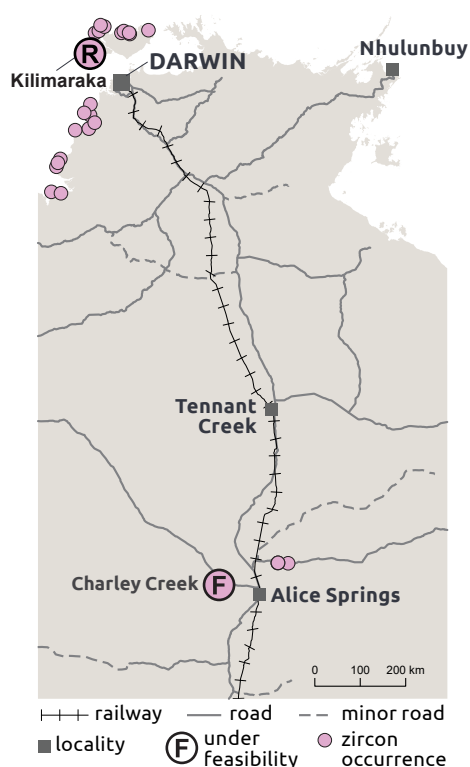 Nhulunbuy
R
DARWIN
Kilimaraka
Tennant
Creek
Charley Creek
F
Alice Springs
0 100 200 km
railway road minor road
locality F under
feasibility zircon
occurrence